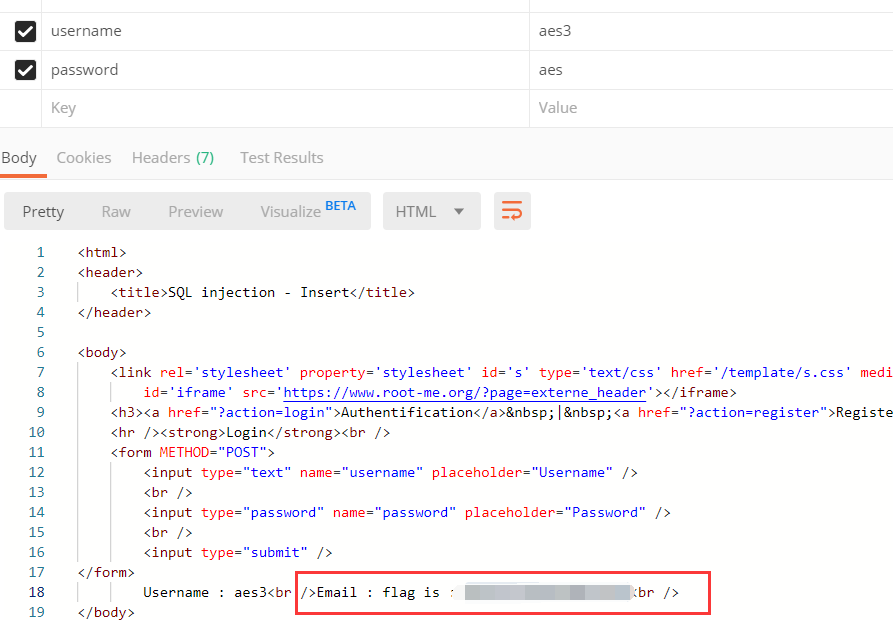 username aes3
password aes
Key Value
Body Cookies Headers (7) Test Results
Pretty Raw Preview Visualize BETA HTML
1 <html>
2 <header>
3 <title>SQL injection - Insert</title>
4 </header>
5
6 <body>
7 <link rel='stylesheet' property='stylesheet' id='s' type='text/css' href='/template/s.css' medi
8 id='iframe' src='https://www.root-me.org/?page=externe_header'></iframe>
9 <h3><a href="?action=login">Authentification</a>&nbsp;|&nbsp;<a href="?action=register">Registe
10 <hr /><strong>Login</strong><br />
11 <form METHOD="POST">
12 <input type="text" name="username" placeholder="Username" />
13 <br />
14 <input type="password" name="password" placeholder="Password" />
15 <br />
16 <input type="submit" />
17 </form>
18 Username : aes3<br />Email : flag is : <br />
19 </body>